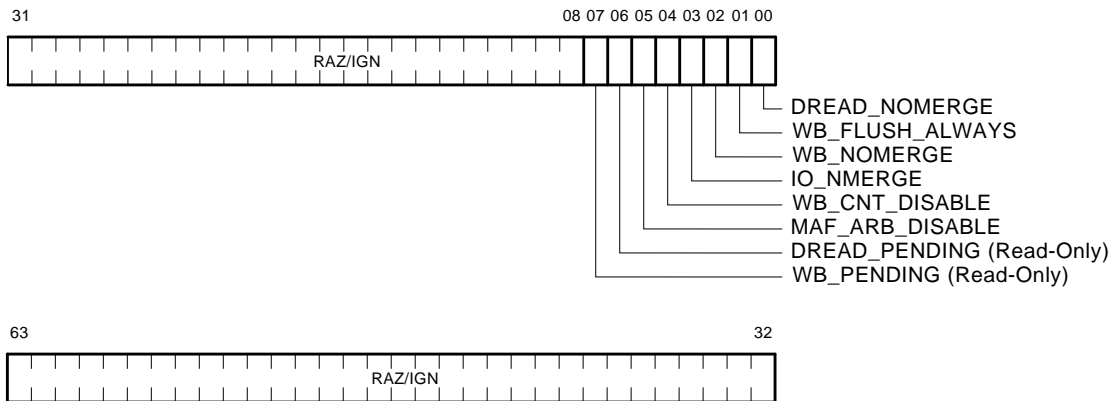 31 08 07 06 05 04 03 02 01 00
RAZ/IGN
DREAD_NOMERGE
WB_FLUSH_ALWAYS
WB_NOMERGE
IO_NMERGE
WB_CNT_DISABLE
MAF_ARB_DISABLE
DREAD_PENDING (Read-Only)
WB_PENDING (Read-Only)
63 32
RAZ/IGN